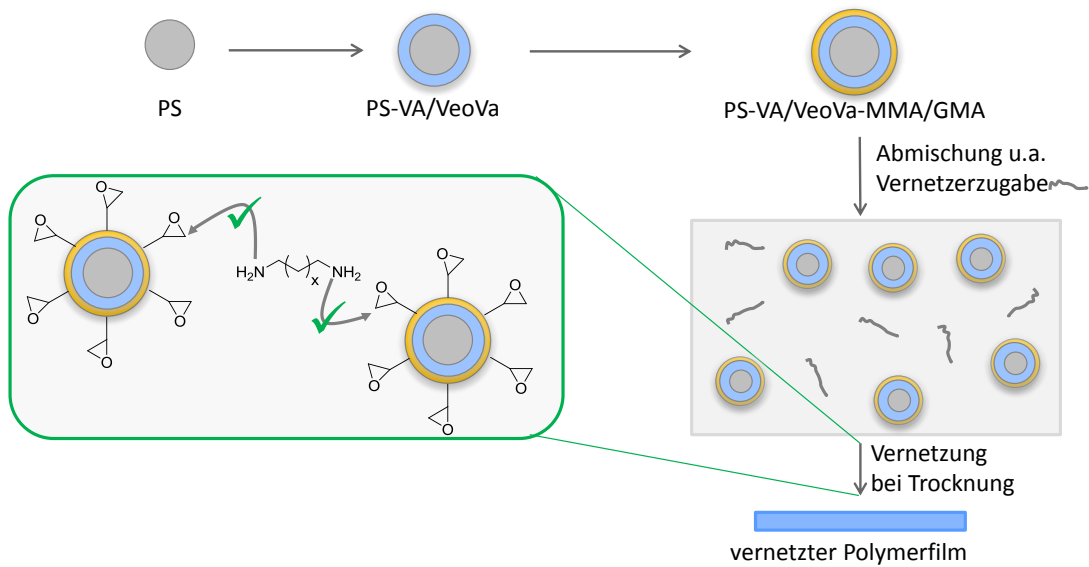 PS
PS-VA/VeoVa
PS-VA/VeoVa-MMA/GMA
Abmischung u.a.
Vernetzerzugabe
O
O
O
O
O
O
H₂N
x
NH₂
O
O
O
O
O
O
Vernetzung
bei Trocknung
vernetzter Polymerfilm